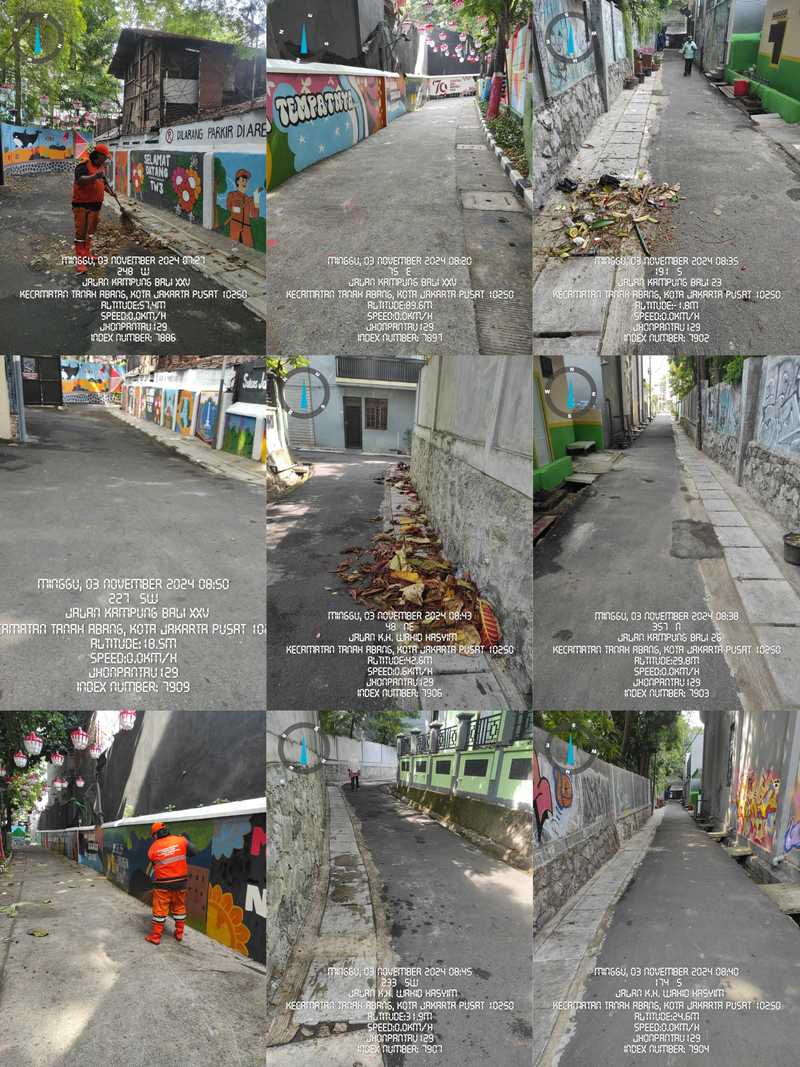 DILARANG PARKIR DI ARE
SELAMAT
DATANG
TW3
MINGGU, 03 NOVEMBER 2024 07:27
248 W
JALAN KAMPUNG BALI XXV
KECAMATAN TANAH ABANG, KOTA JAKARTA PUSAT 10250
ALTITUDE:57.4M
SPEED:0.0KM/H
JHONPANTAU 129
INDEX NUMBER: 7886
TEMPATNYA
70
MINGGU, 03 NOVEMBER 2024 08:20
75 E
JALAN KAMPUNG BALI XXV
KECAMATAN TANAH ABANG, KOTA JAKARTA PUSAT 10250
ALTITUDE:89.6M
SPEED:0.0KM/H
JHONPANTAU 129
INDEX NUMBER: 7897
MINGGU, 03 NOVEMBER 2024 08:35
191 S
JALAN KAMPUNG BALI 23
KECAMATAN TANAH ABANG, KOTA JAKARTA PUSAT 10250
ALTITUDE:-1.8M
SPEED:0.0KM/H
JHONPANTAU 129
INDEX NUMBER: 7902
MINGGU, 03 NOVEMBER 2024 08:50
227 SW
JALAN KAMPUNG BALI XXV
CAMATAN TANAH ABANG, KOTA JAKARTA PUSAT 102
ALTITUDE:18.5M
SPEED:0.0KM/H
JHONPANTAU 129
INDEX NUMBER: 7909
MINGGU, 03 NOVEMBER 2024 08:43
48 NE
JALAN K.H. WAHID HASYIM
KECAMATAN TANAH ABANG, KOTA JAKARTA PUSAT 10250
ALTITUDE:42.6M
SPEED:0.6KM/H
JHONPANTAU 129
INDEX NUMBER: 7906
MINGGU, 03 NOVEMBER 2024 08:38
357 N
JALAN KAMPUNG BALI 26
KECAMATAN TANAH ABANG, KOTA JAKARTA PUSAT 10250
ALTITUDE:29.8M
SPEED:0.0KM/H
JHONPANTAU 129
INDEX NUMBER: 7903
MINGGU, 03 NOVEMBER 2024 08:45
233 SW
JALAN K.H. WAHID HASYIM
KECAMATAN TANAH ABANG, KOTA JAKARTA PUSAT 10250
ALTITUDE:31.9M
SPEED:0.0KM/H
JHONPANTAU 129
INDEX NUMBER: 7907
MINGGU, 03 NOVEMBER 2024 08:40
174 S
JALAN K.H. WAHID HASYIM
KECAMATAN TANAH ABANG, KOTA JAKARTA PUSAT 10250
ALTITUDE:24.6M
SPEED:0.0KM/H
JHONPANTAU 129
INDEX NUMBER: 7904